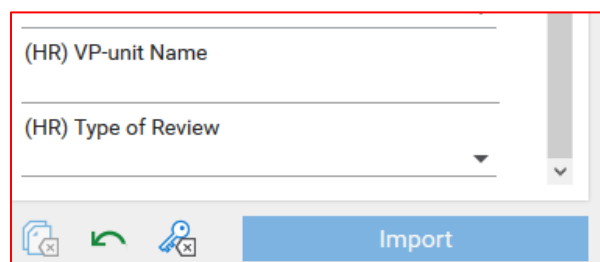 (HR) VP-unit Name
(HR) Type of Review
Import